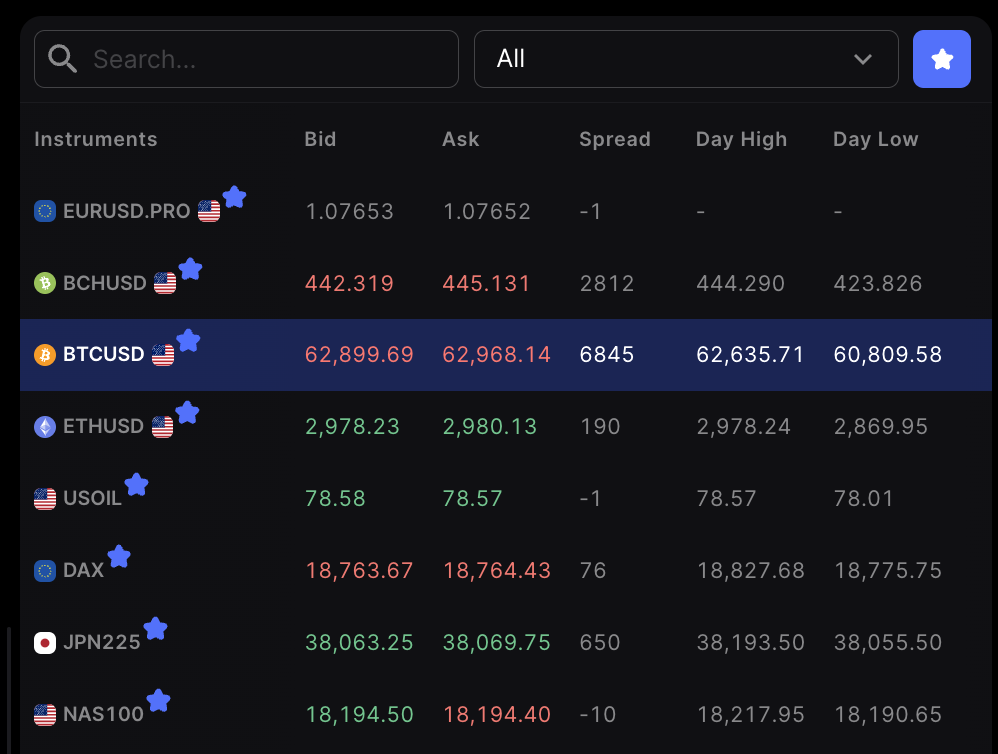 Search... All
Instruments Bid Ask Spread Day High Day Low
EURUSD.PRO 1.07653 1.07652 -1 - -
BCHUSD 442.319 445.131 2812 444.290 423.826
BTCUSD 62,899.69 62,968.14 6845 62,635.71 60,809.58
ETHUSD 2,978.23 2,980.13 190 2,978.24 2,869.95
USOIL 78.58 78.57 -1 78.57 78.01
DAX 18,763.67 18,764.43 76 18,827.68 18,775.75
JPN225 38,063.25 38,069.75 650 38,193.50 38,055.50
NAS100 18,194.50 18,194.40 -10 18,217.95 18,190.65